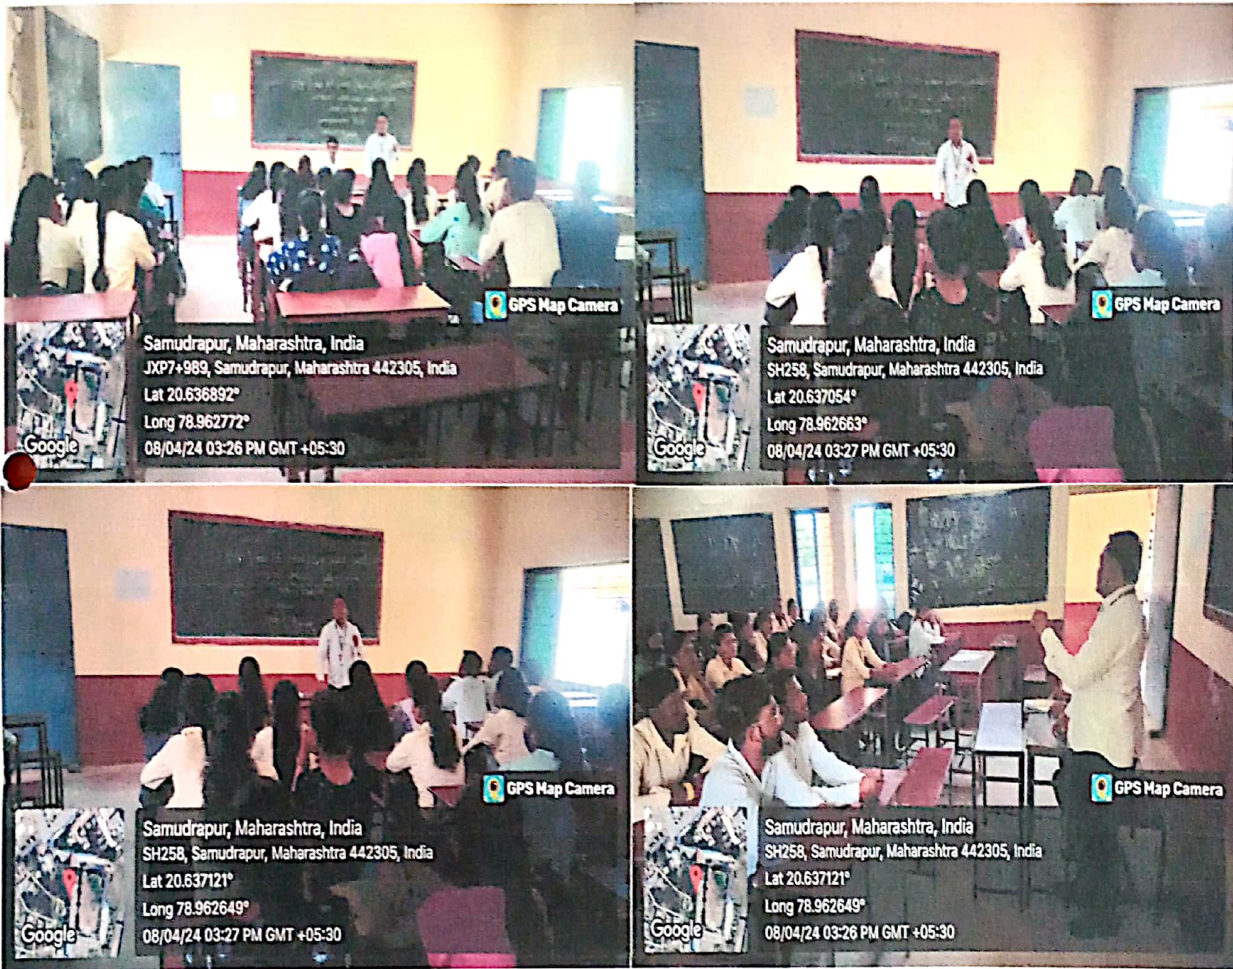 GPS Map Camera
Samudrapur, Maharashtra, India
JXP7+989, Samudrapur, Maharashtra 442305, India
Lat 20.636892°
Long 78.962772°
08/04/24 03:26 PM GMT +05:30
Google
GPS Map Camera
Samudrapur, Maharashtra, India
SH258, Samudrapur, Maharashtra 442305, India
Lat 20.637054°
Long 78.962663°
08/04/24 03:27 PM GMT +05:30
Google
GPS Map Camera
Samudrapur, Maharashtra, India
SH258, Samudrapur, Maharashtra 442305, India
Lat 20.637121°
Long 78.962649°
08/04/24 03:27 PM GMT +05:30
Google
GPS Map Camera
Samudrapur, Maharashtra, India
SH258, Samudrapur, Maharashtra 442305, India
Lat 20.637121°
Long 78.962649°
08/04/24 03:26 PM GMT +05:30
Google